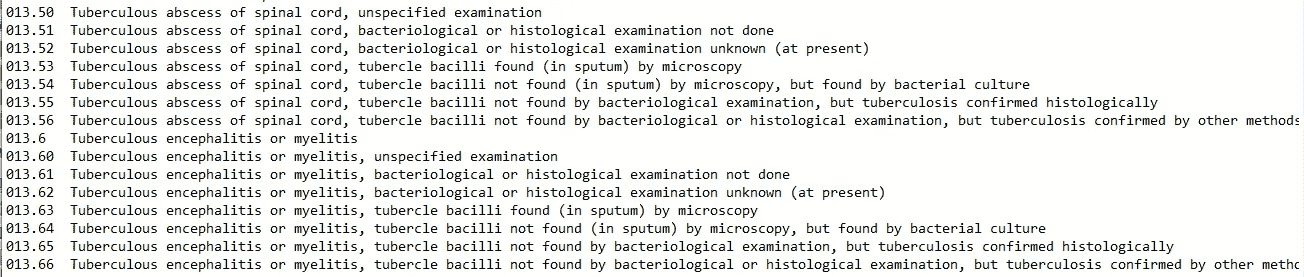 013.50 Tuberculous abscess of spinal cord, unspecified examination
013.51 Tuberculous abscess of spinal cord, bacteriological or histological examination not done
013.52 Tuberculous abscess of spinal cord, bacteriological or histological examination unknown (at present)
013.53 Tuberculous abscess of spinal cord, tubercle bacilli found (in sputum) by microscopy
013.54 Tuberculous abscess of spinal cord, tubercle bacilli not found (in sputum) by microscopy, but found by bacterial culture
013.55 Tuberculous abscess of spinal cord, tubercle bacilli not found by bacteriological examination, but tuberculosis confirmed histologically
013.56 Tuberculous abscess of spinal cord, tubercle bacilli not found by bacteriological or histological examination, but tuberculosis confirmed by other methods
013.6 Tuberculous encephalitis or myelitis
013.60 Tuberculous encephalitis or myelitis, unspecified examination
013.61 Tuberculous encephalitis or myelitis, bacteriological or histological examination not done
013.62 Tuberculous encephalitis or myelitis, bacteriological or histological examination unknown (at present)
013.63 Tuberculous encephalitis or myelitis, tubercle bacilli found (in sputum) by microscopy
013.64 Tuberculous encephalitis or myelitis, tubercle bacilli not found (in sputum) by microscopy, but found by bacterial culture
013.65 Tuberculous encephalitis or myelitis, tubercle bacilli not found by bacteriological examination, but tuberculosis confirmed histologically
013.66 Tuberculous encephalitis or myelitis, tubercle bacilli not found by bacteriological or histological examination, but tuberculosis confirmed by other metho